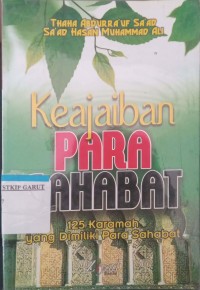 THAHA ABDURRA'UF SA'AD
SA'AD HASAN MUHAMMAD ALI
Keajaiban
PARA
AHABAT
STKIP GARUT
125 Karamah
yang Dimiliki Para Sahabat